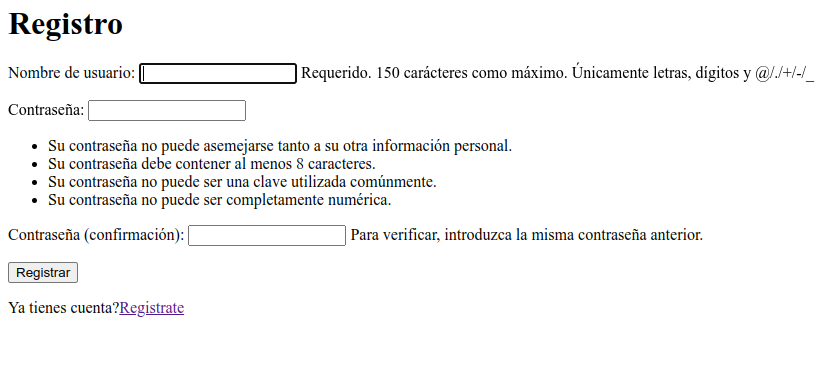 Registro
Nombre de usuario: Requerido. 150 carácteres como máximo. Únicamente letras, dígitos y @/./+/-/_
Contraseña:
• Su contraseña no puede asemejarse tanto a su otra información personal.
• Su contraseña debe contener al menos 8 caracteres.
• Su contraseña no puede ser una clave utilizada comúnmente.
• Su contraseña no puede ser completamente numérica.
Contraseña (confirmación): Para verificar, introduzca la misma contraseña anterior.
Registrar
Ya tienes cuenta?Registrate